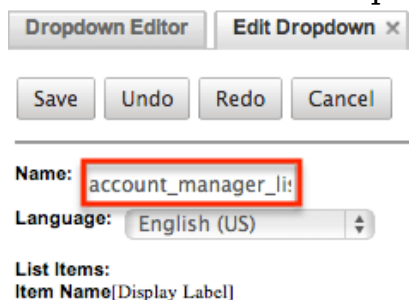 Dropdown Editor Edit Dropdown ×
Save Undo Redo Cancel
Name: account_manager_lis
Language: English (US)
List Items:
Item Name[Display Label]